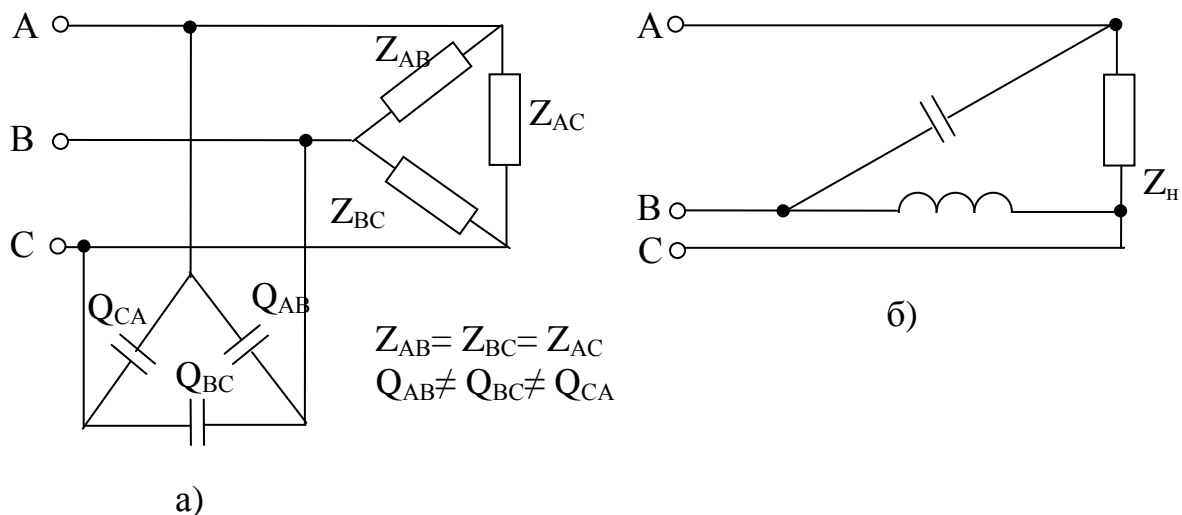 A
Z_AB
Z_AC
B
Z_BC
C
Q_CA
Q_AB
Q_BC
Z_AB= Z_BC= Z_AC
Q_AB≠ Q_BC≠ Q_CA
а)
A
Z_н
B
C
б)